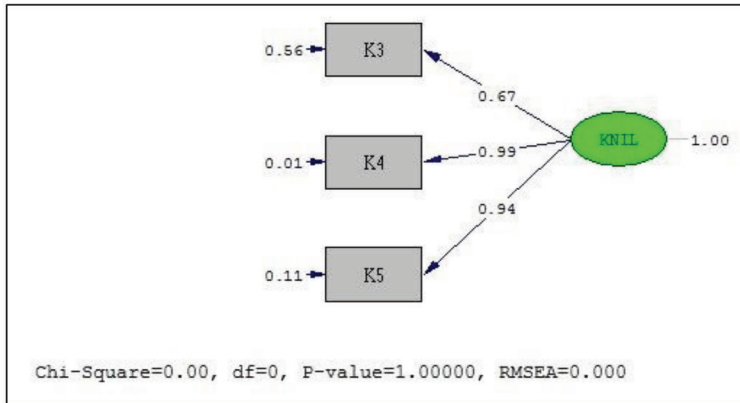 0.56 K3
0.67
KNIL 1.00
0.01 K4 0.99
0.94
0.11 K5
Chi-Square=0.00, df=0, P-value=1.00000, RMSEA=0.000